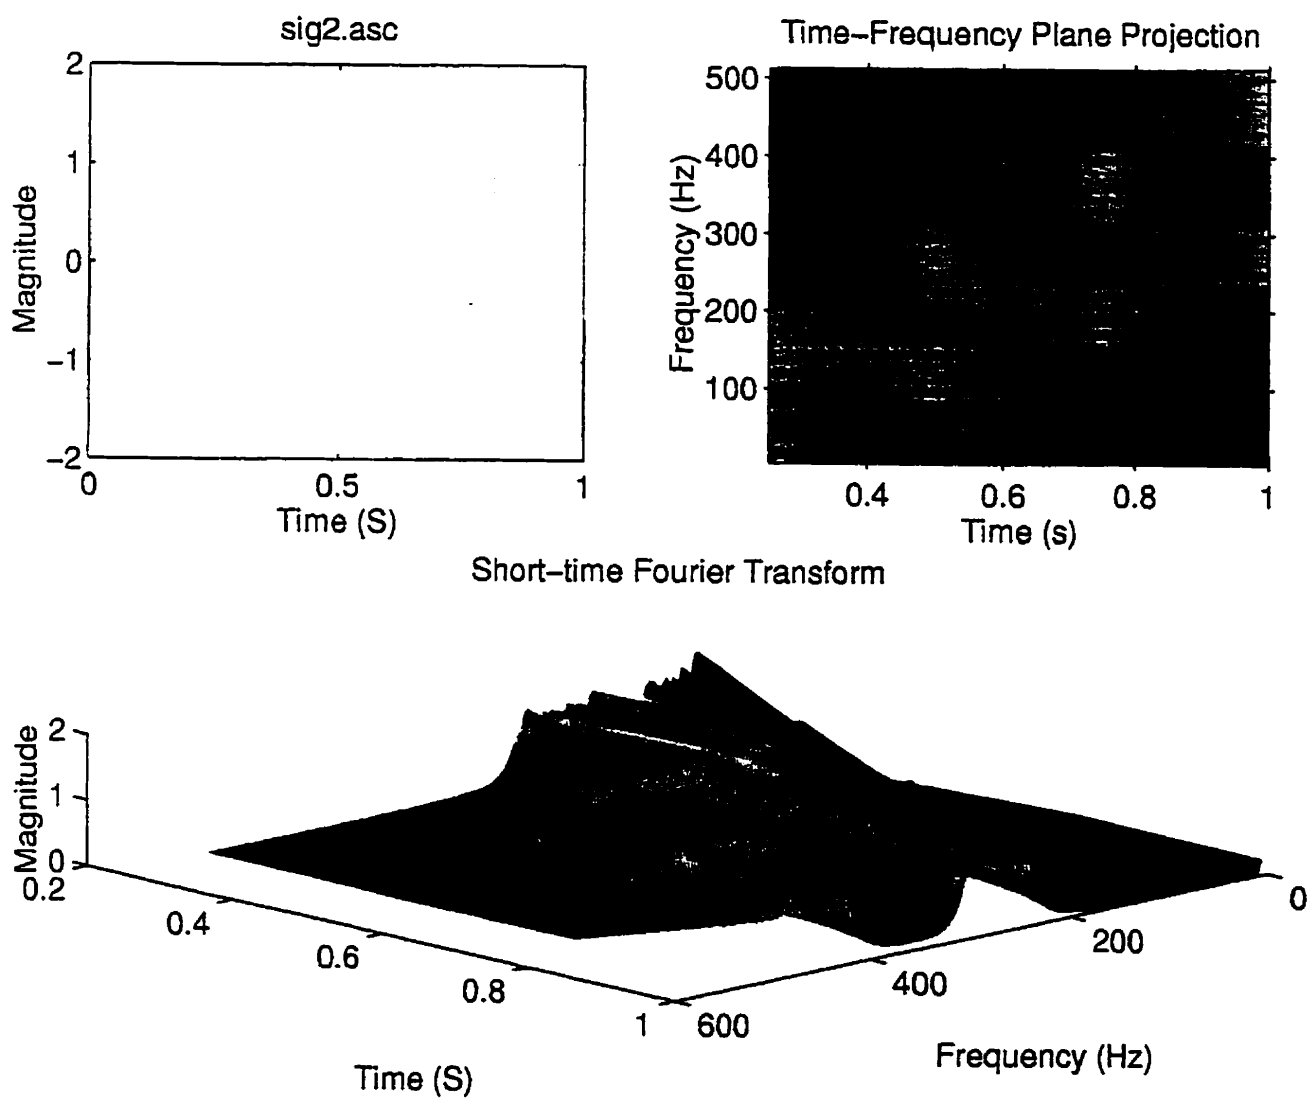 sig2.asc
2
1
0
−1
−2
Magnitude
0
0.5
1
Time (S)
Time−Frequency Plane Projection
500
400
300
200
100
Frequency (Hz)
0.4
0.6
0.8
1
Time (s)
Short−time Fourier Transform
2
1
0
Magnitude
0.2
0.4
0.6
0.8
1
Time (S)
600
400
200
0
Frequency (Hz)